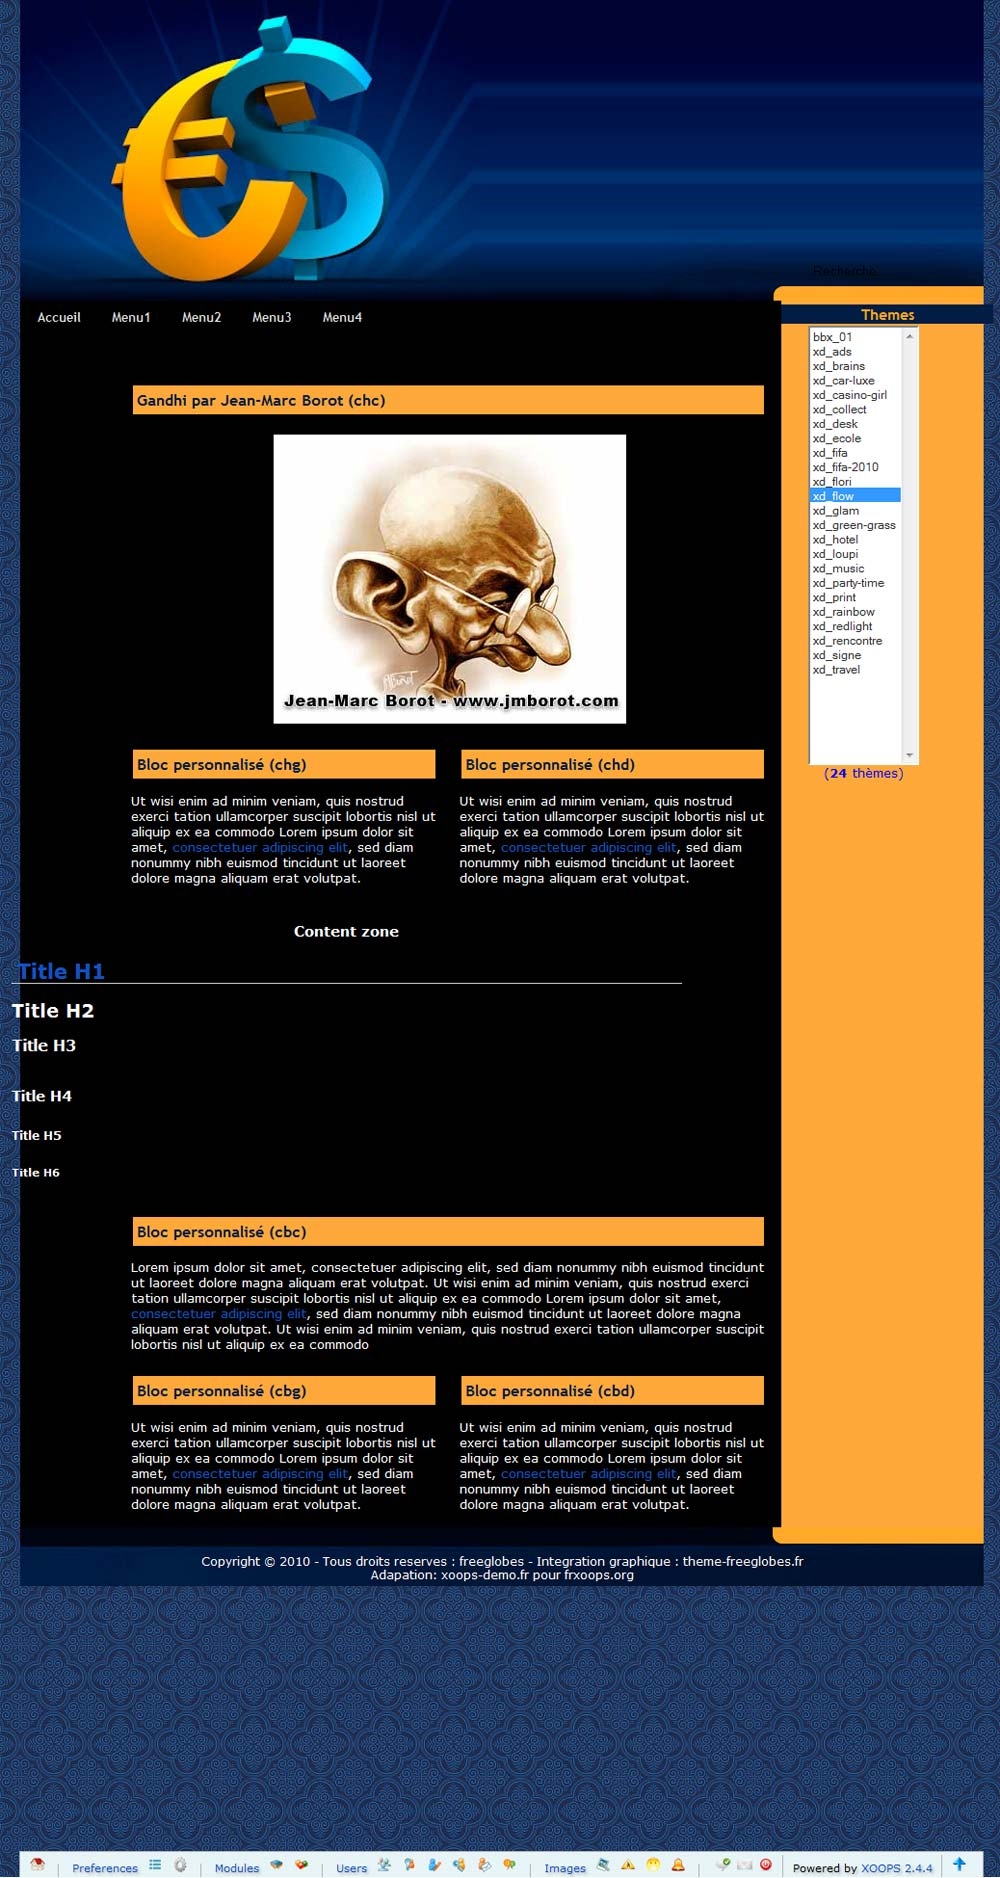 Recherche
Accueil Menu1 Menu2 Menu3 Menu4
Themes
bbx_01
xd_ads
xd_brains
xd_car-luxe
xd_casino-girl
xd_collect
xd_desk
xd_ecole
xd_fifa
xd_fifa-2010
xd_flori
xd_flow
xd_glam
xd_green-grass
xd_hotel
xd_loupi
xd_music
xd_party-time
xd_print
xd_rainbow
xd_redlight
xd_rencontre
xd_signe
xd_travel
(24 thèmes)
Gandhi par Jean-Marc Borot (chc)
Jean-Marc Borot - www.jmborot.com
Bloc personnalisé (chg)
Ut wisi enim ad minim veniam, quis nostrud
exerci tation ullamcorper suscipit lobortis nisl ut
aliquip ex ea commodo Lorem ipsum dolor sit
amet, consectetuer adipiscing elit, sed diam
nonummy nibh euismod tincidunt ut laoreet
dolore magna aliquam erat volutpat.
Bloc personnalisé (chd)
Ut wisi enim ad minim veniam, quis nostrud
exerci tation ullamcorper suscipit lobortis nisl ut
aliquip ex ea commodo Lorem ipsum dolor sit
amet, consectetuer adipiscing elit, sed diam
nonummy nibh euismod tincidunt ut laoreet
dolore magna aliquam erat volutpat.
Content zone
Title H1
Title H2
Title H3
Title H4
Title H5
Title H6
Bloc personnalisé (cbc)
Lorem ipsum dolor sit amet, consectetuer adipiscing elit, sed diam nonummy nibh euismod tincidunt
ut laoreet dolore magna aliquam erat volutpat. Ut wisi enim ad minim veniam, quis nostrud exerci
tation ullamcorper suscipit lobortis nisl ut aliquip ex ea commodo Lorem ipsum dolor sit amet,
consectetuer adipiscing elit, sed diam nonummy nibh euismod tincidunt ut laoreet dolore magna
aliquam erat volutpat. Ut wisi enim ad minim veniam, quis nostrud exerci tation ullamcorper suscipit
lobortis nisl ut aliquip ex ea commodo
Bloc personnalisé (cbg)
Ut wisi enim ad minim veniam, quis nostrud
exerci tation ullamcorper suscipit lobortis nisl ut
aliquip ex ea commodo Lorem ipsum dolor sit
amet, consectetuer adipiscing elit, sed diam
nonummy nibh euismod tincidunt ut laoreet
dolore magna aliquam erat volutpat.
Bloc personnalisé (cbd)
Ut wisi enim ad minim veniam, quis nostrud
exerci tation ullamcorper suscipit lobortis nisl ut
aliquip ex ea commodo Lorem ipsum dolor sit
amet, consectetuer adipiscing elit, sed diam
nonummy nibh euismod tincidunt ut laoreet
dolore magna aliquam erat volutpat.
Copyright © 2010 - Tous droits reserves : freeglobes - Integration graphique : theme-freeglobes.fr
Adapation: xoops-demo.fr pour frxoops.org
| Preferences | Modules | Users | Images | Powered by XOOPS 2.4.4